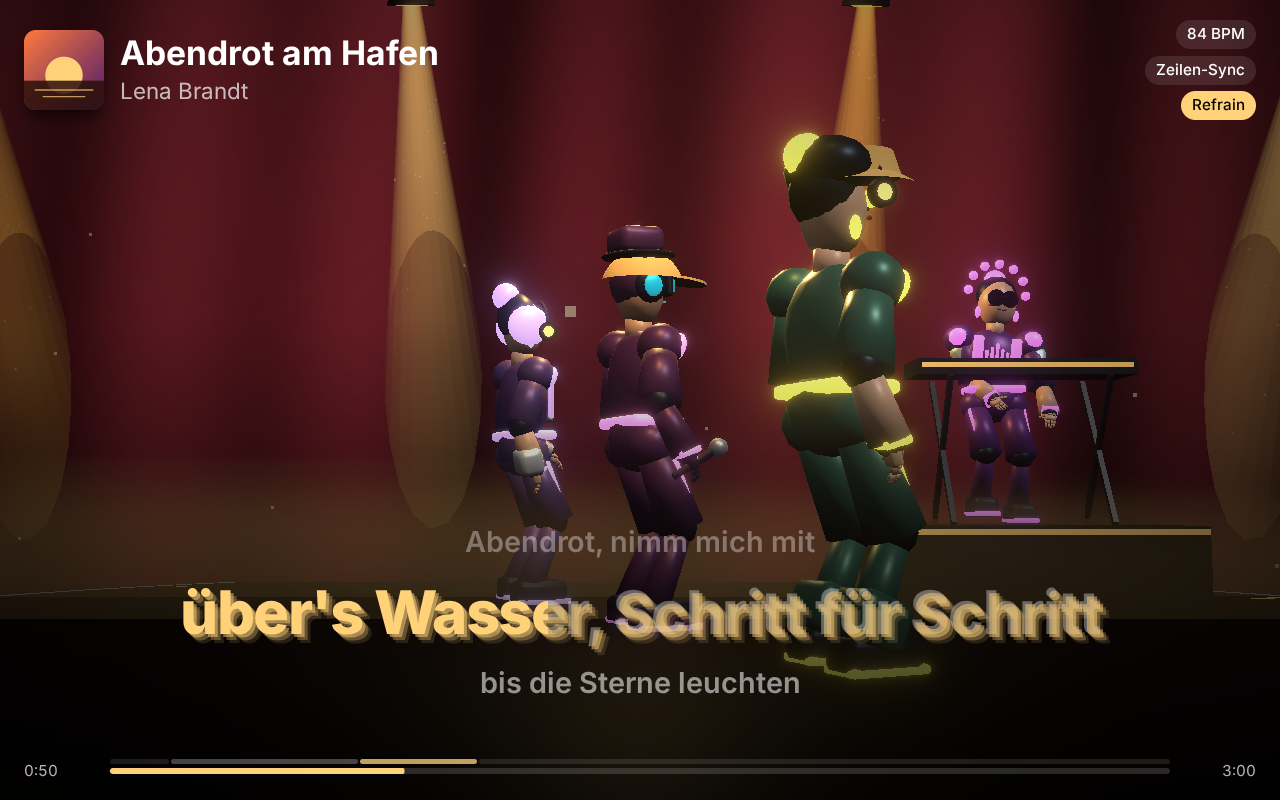 Abendrot am Hafen
Lena Brandt
84 BPM
Zeilen-Sync
Refrain
Abendrot, nimm mich mit
über's Wasser, Schritt für Schritt
bis die Sterne leuchten
0:50
3:00